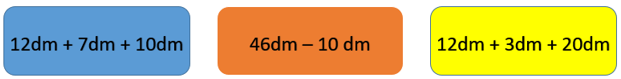 12dm + 7dm + 10dm
46dm – 10 dm
12dm + 3dm + 20dm